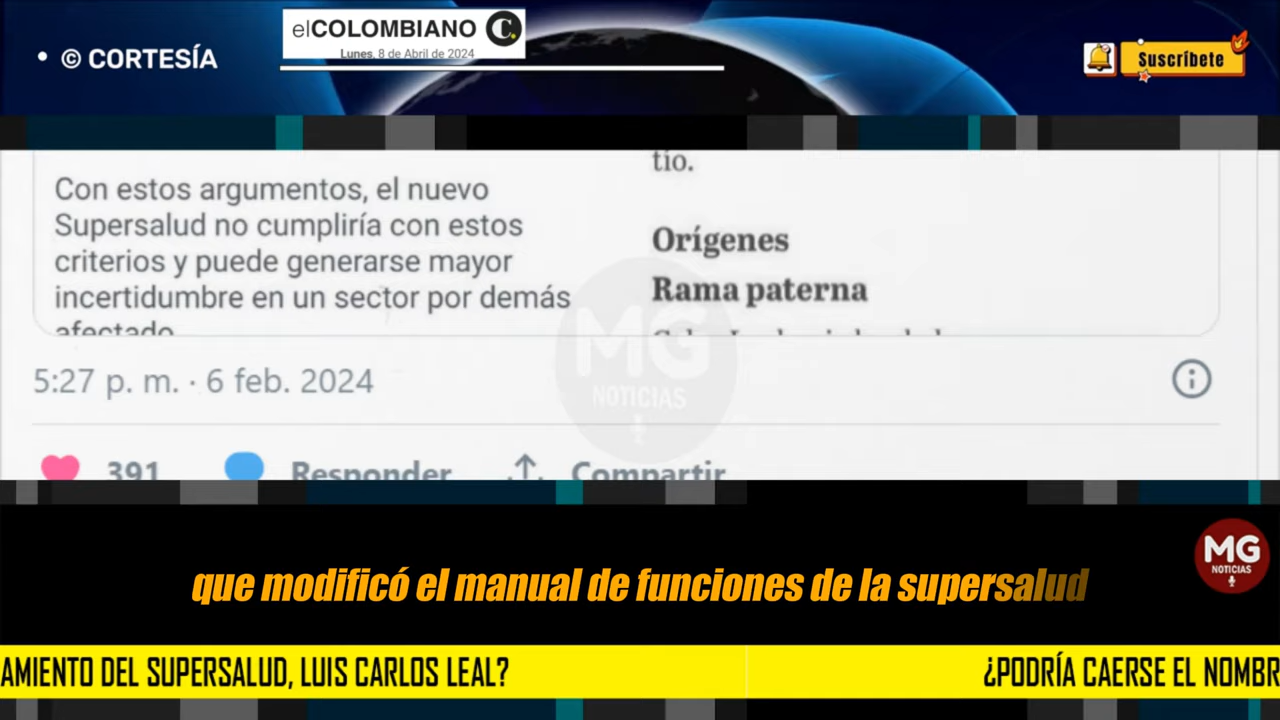 • © CORTESÍA
elCOLOMBIANO C.
Lunes, 8 de Abril de 2024
Suscríbete
Con estos argumentos, el nuevo
Supersalud no cumpliría con estos
criterios y puede generarse mayor
incertidumbre en un sector por demás
afectado
tío.
Orígenes
Rama paterna
MG
NOTICIAS
5:27 p. m. · 6 feb. 2024
391 Responder Compartir
que modificó el manual de funciones de la supersalud
MG
NOTICIAS
AMIENTO DEL SUPERSALUD, LUIS CARLOS LEAL? ¿PODRÍA CAERSE EL NOMBR